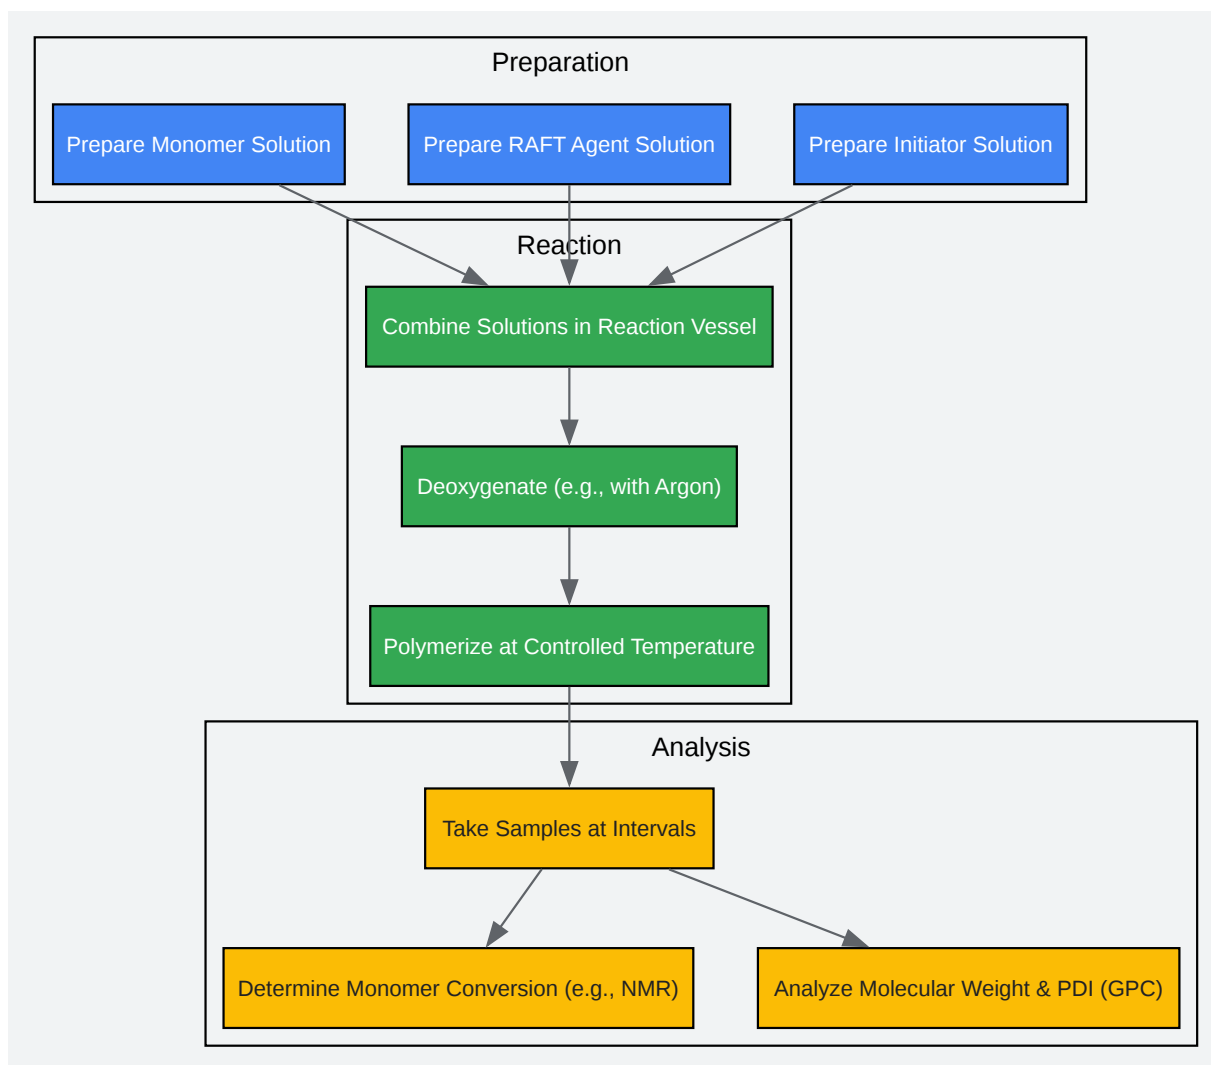 Preparation
Prepare Monomer Solution
Prepare RAFT Agent Solution
Prepare Initiator Solution
Reaction
Combine Solutions in Reaction Vessel
Deoxygenate (e.g., with Argon)
Polymerize at Controlled Temperature
Analysis
Take Samples at Intervals
Determine Monomer Conversion (e.g., NMR)
Analyze Molecular Weight & PDI (GPC)